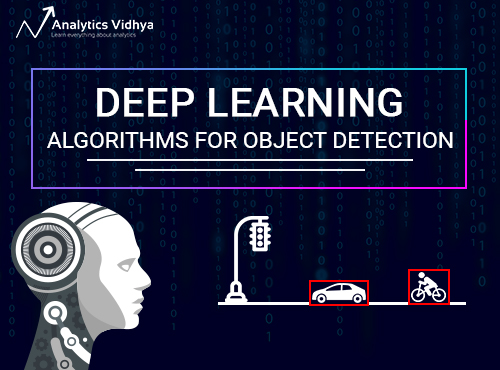 Analytics Vidhya
Learn everything about analytics
DEEP LEARNING
ALGORITHMS FOR OBJECT DETECTION